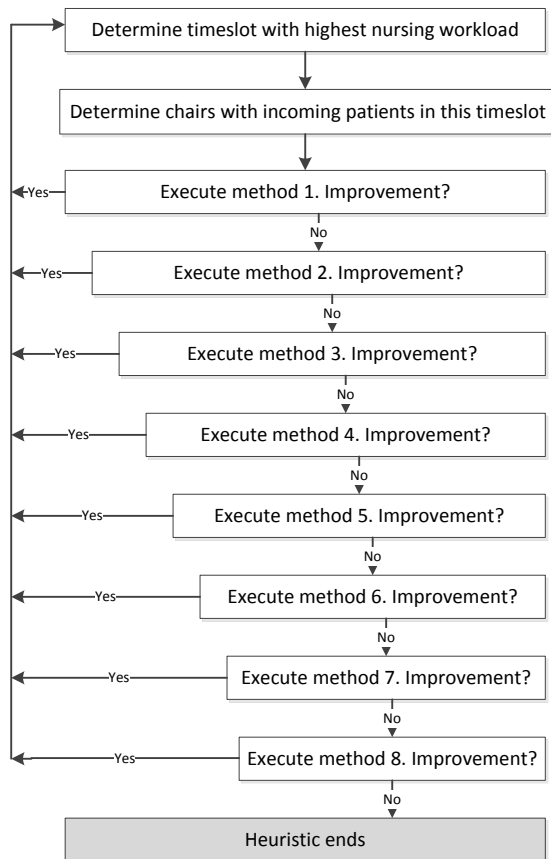 Determine timeslot with highest nursing workload
Determine chairs with incoming patients in this timeslot
Yes
Execute method 1. Improvement?
No
Yes
Execute method 2. Improvement?
No
Yes
Execute method 3. Improvement?
No
Yes
Execute method 4. Improvement?
No
Yes
Execute method 5. Improvement?
No
Yes
Execute method 6. Improvement?
No
Yes
Execute method 7. Improvement?
No
Yes
Execute method 8. Improvement?
No
Heuristic ends